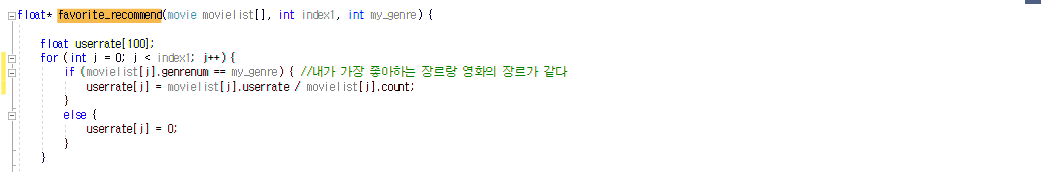 float* favorite_recommend(movie movielist[], int index1, int my_genre) {
float userrate[100];
for (int j = 0; j < index1; j++) {
if (movielist[j].genrenum == my_genre) { //내가 가장 좋아하는 장르랑 영화의 장르가 같다
userrate[j] = movielist[j].userrate / movielist[j].count;
}
else {
userrate[j] = 0;
}
}